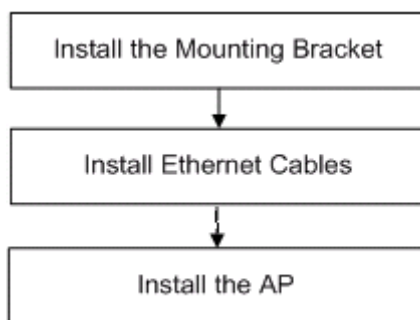 Install the Mounting Bracket
Install Ethernet Cables
Install the AP